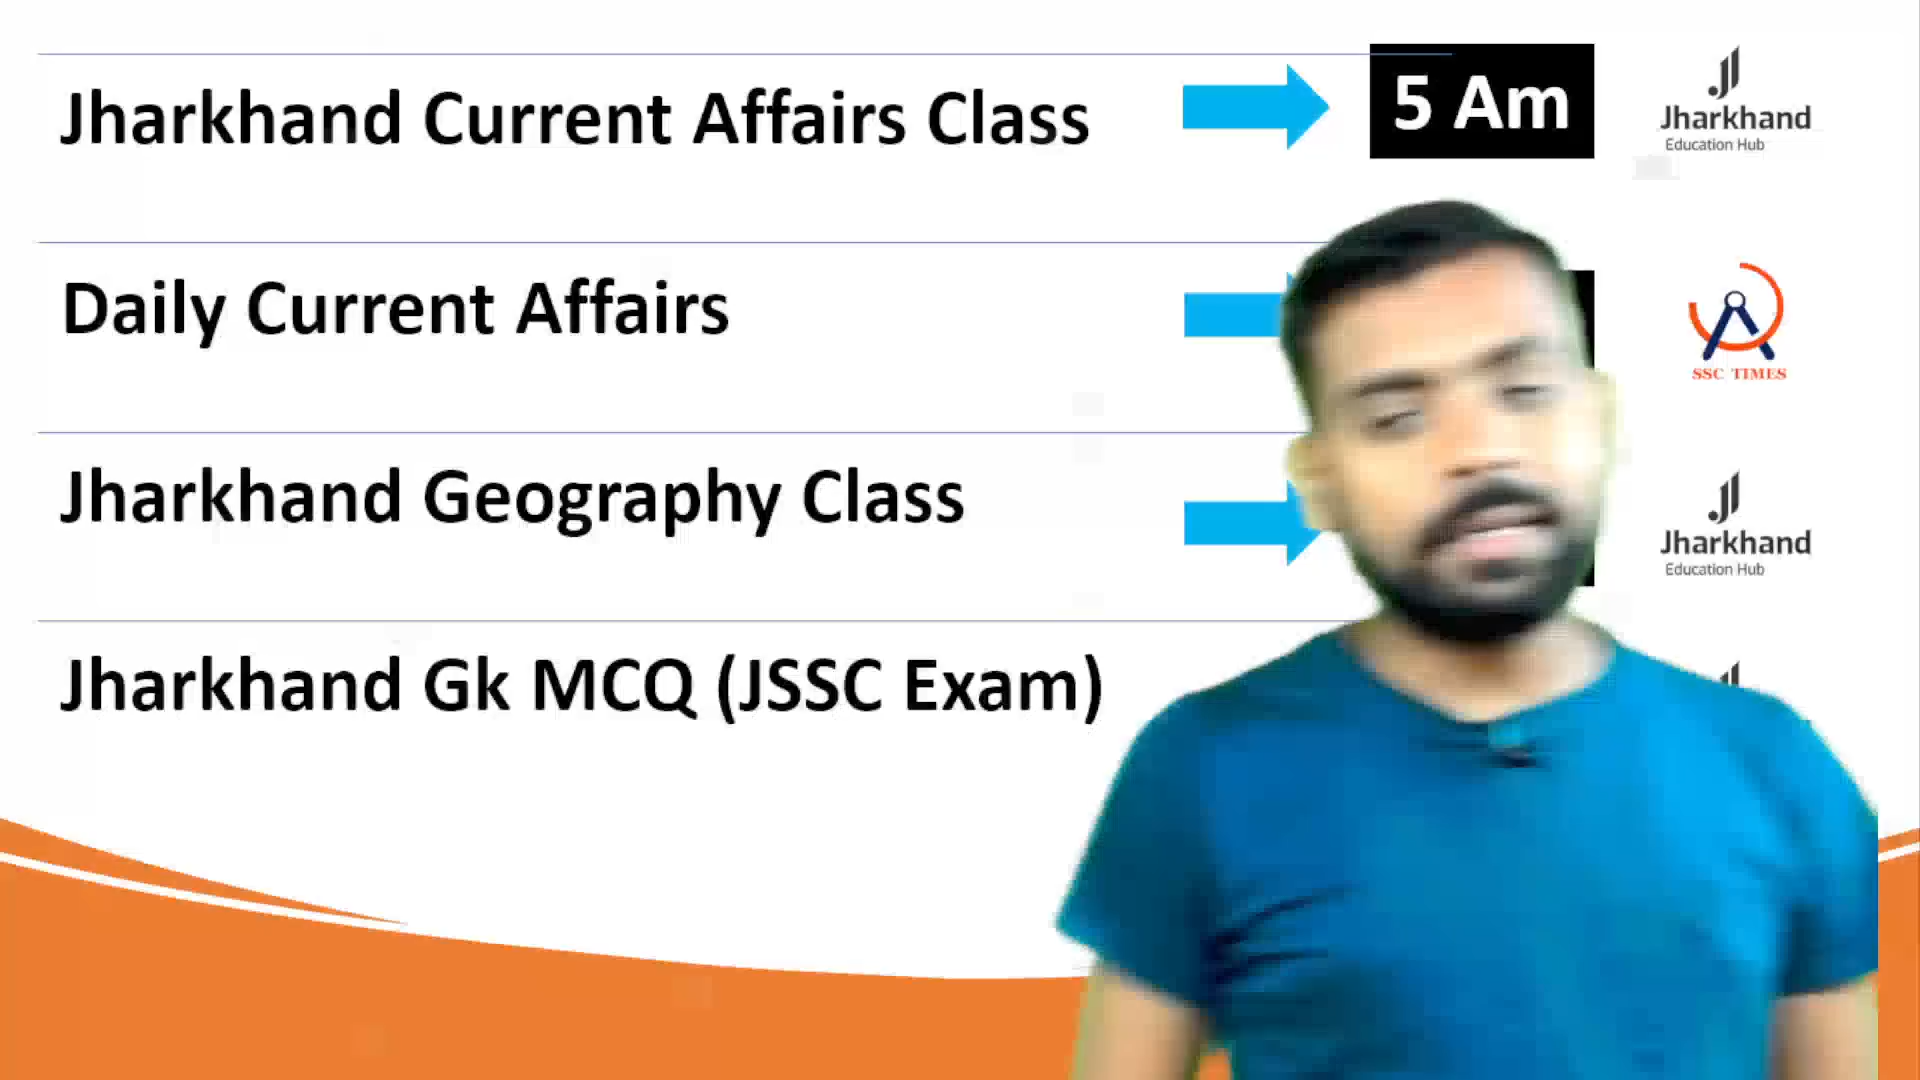 Jharkhand Current Affairs Class
5 Am
Jharkhand
Education Hub
Daily Current Affairs
SSC TIMES
Jharkhand Geography Class
Jharkhand
Education Hub
Jharkhand Gk MCQ (JSSC Exam)